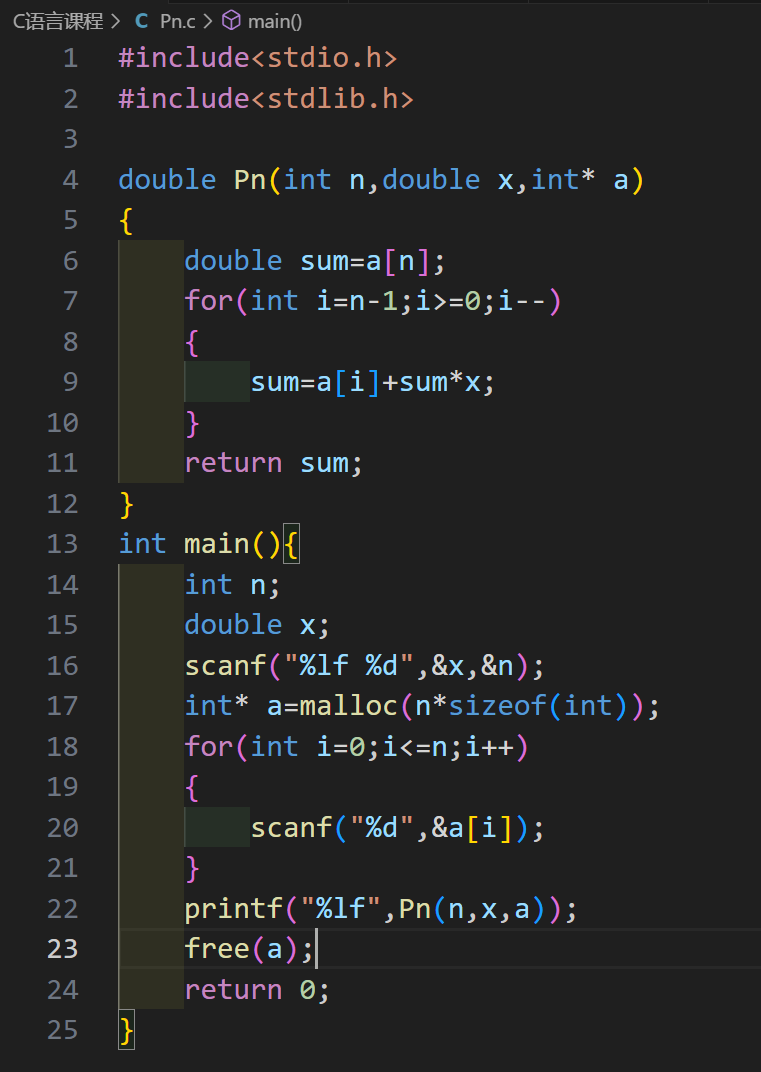 C语言课程 > C Pn.c > main()
1 #include<stdio.h>
2 #include<stdlib.h>
3
4 double Pn(int n,double x,int* a)
5 {
6     double sum=a[n];
7     for(int i=n-1;i>=0;i--)
8     {
9         sum=a[i]+sum*x;
10     }
11     return sum;
12 }
13 int main(){
14     int n;
15     double x;
16     scanf("%lf %d",&x,&n);
17     int* a=malloc(n*sizeof(int));
18     for(int i=0;i<=n;i++)
19     {
20         scanf("%d",&a[i]);
21     }
22     printf("%lf",Pn(n,x,a));
23     free(a);
24     return 0;
25 }